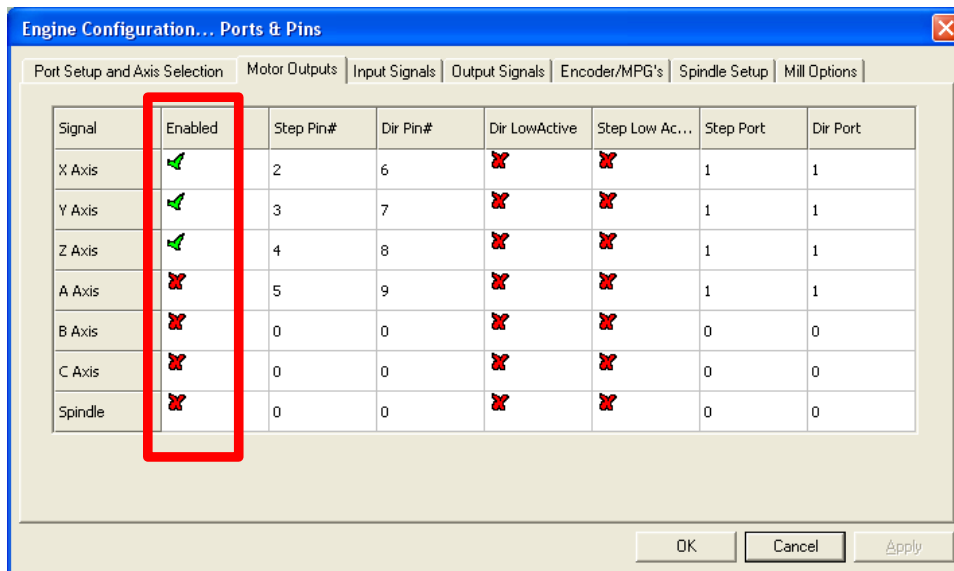 Engine Configuration... Ports & Pins
Port Setup and Axis Selection Motor Outputs Input Signals Output Signals Encoder/MPG's Spindle Setup Mill Options
Signal Enabled Step Pin# Dir Pin# Dir LowActive Step Low Ac... Step Port Dir Port
X Axis 2 6 1 1
Y Axis 3 7 1 1
Z Axis 4 8 1 1
A Axis 5 9 1 1
B Axis 0 0 0 0
C Axis 0 0 0 0
Spindle 0 0 0 0
OK Cancel Apply